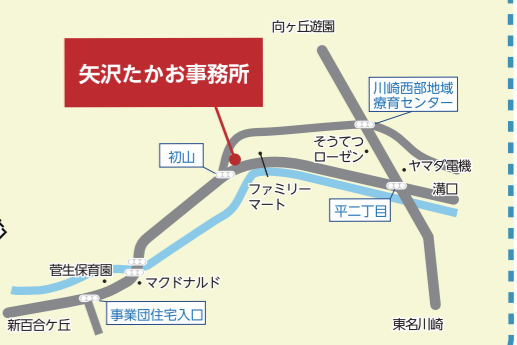 向ヶ丘遊園
矢沢たかお事務所
川崎西部地域
療育センター
そうてつ
ローゼン
初山
ヤマダ電機
ファミリー
マート
溝口
平二丁目
菅生保育園
マクドナルド
事業団住宅入口
新百合ケ丘
東名川崎